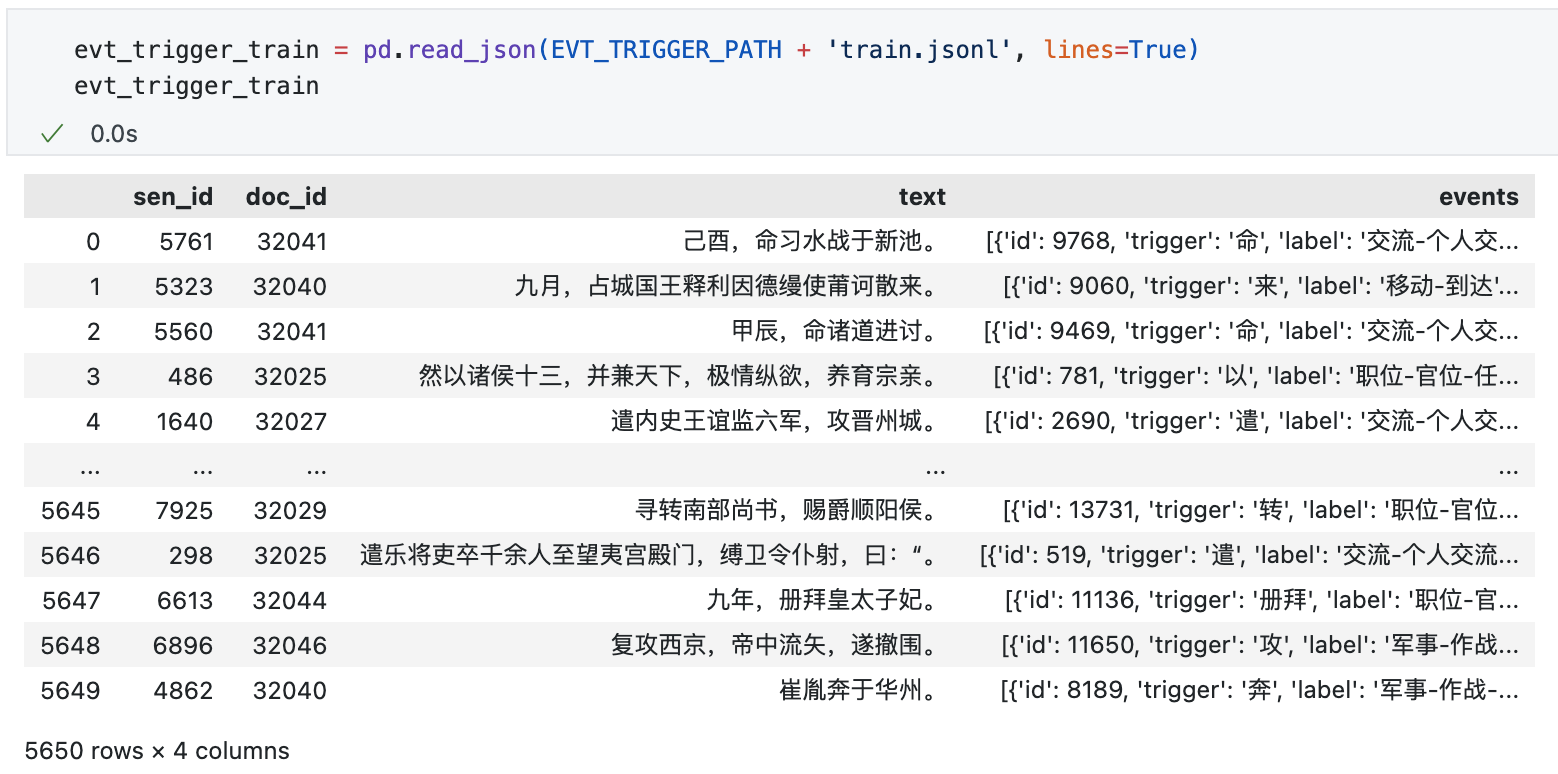 evt_trigger_train = pd.read_json(EVT_TRIGGER_PATH + 'train.jsonl', lines=True)
evt_trigger_train
✓ 0.0s
sen_id doc_id text events
0 5761 32041 己酉，命习水战于新池。 [{'id': 9768, 'trigger': '命', 'label': '交流-个人交...
1 5323 32040 九月，占城国王释利因德缦使莆诃散来。 [{'id': 9060, 'trigger': '来', 'label': '移动-到达'...
2 5560 32041 甲辰，命诸道进讨。 [{'id': 9469, 'trigger': '命', 'label': '交流-个人交...
3 486 32025 然以诸侯十三，并兼天下，极情纵欲，养育宗亲。 [{'id': 781, 'trigger': '以', 'label': '职位-官位-任...
4 1640 32027 遣内史王谊监六军，攻晋州城。 [{'id': 2690, 'trigger': '遣', 'label': '交流-个人交...
... ... ... ... ...
5645 7925 32029 寻转南部尚书，赐爵顺阳侯。 [{'id': 13731, 'trigger': '转', 'label': '职位-官位...
5646 298 32025 遣乐将吏卒千余人至望夷宫殿门，缚卫令仆射，曰：“。 [{'id': 519, 'trigger': '遣', 'label': '交流-个人交流...
5647 6613 32044 九年，册拜皇太子妃。 [{'id': 11136, 'trigger': '册拜', 'label': '职位-官...
5648 6896 32046 复攻西京，帝中流矢，遂撤围。 [{'id': 11650, 'trigger': '攻', 'label': '军事-作战...
5649 4862 32040 崔胤奔于华州。 [{'id': 8189, 'trigger': '奔', 'label': '军事-作战-...
5650 rows × 4 columns